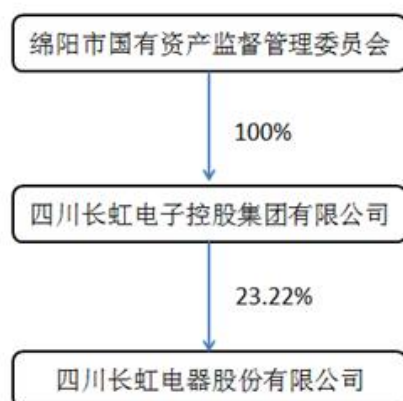 绵阳市国有资产监督管理委员会
100%
四川长虹电子控股集团有限公司
23.22%
四川长虹电器股份有限公司